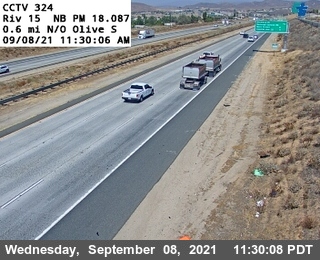 CCTV 324
Riv 15 NB PM 18.087
0.6 mi N/O Olive S
09/08/21 11:30:06 AM
Wednesday, September 08, 2021 11:30:08 PDT